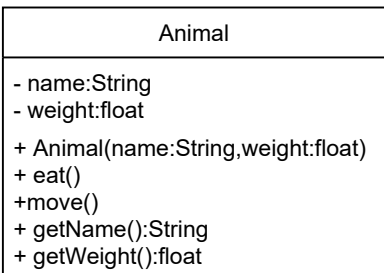 Animal
- name:String
- weight:float
+ Animal(name:String,weight:float)
+ eat()
+move()
+ getName():String
+ getWeight():float